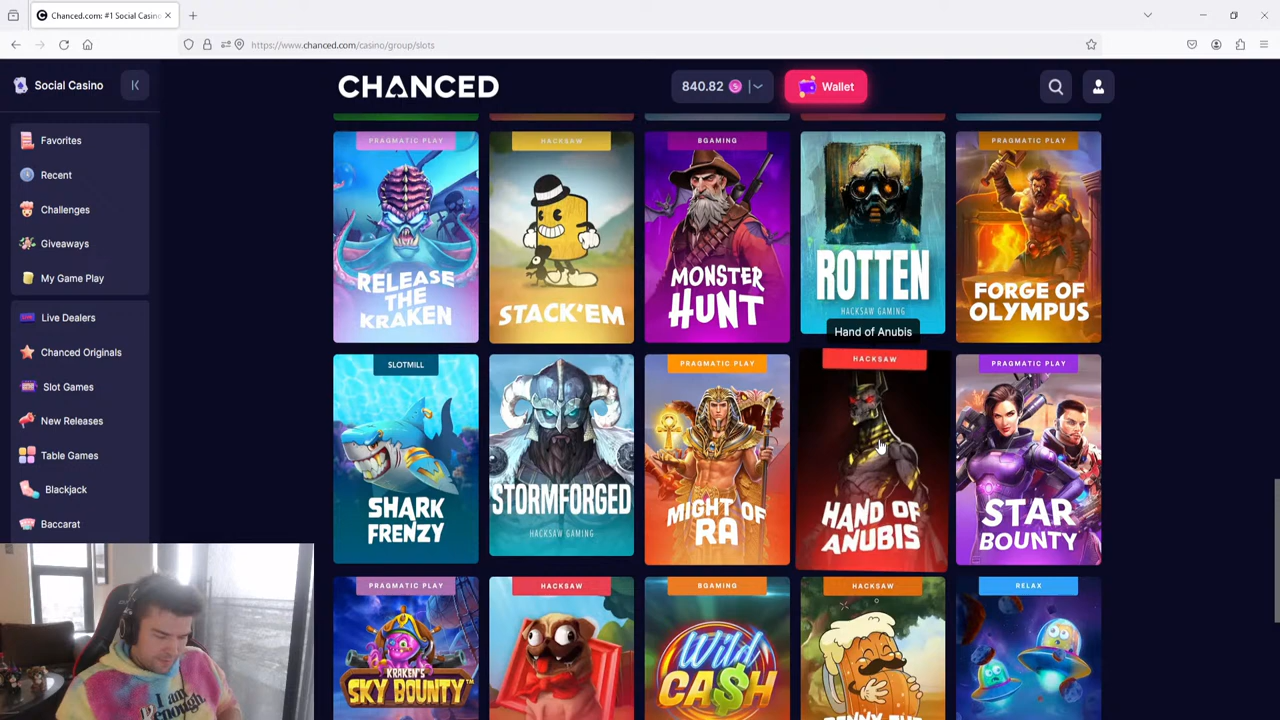 Chanced.com: #1 Social Casino
https://www.chanced.com/casino/group/slots
Social Casino
CHANCED
840.82
Wallet
Favorites
Recent
Challenges
Giveaways
My Game Play
Live Dealers
Chanced Originals
Slot Games
New Releases
Table Games
Blackjack
Baccarat
PRAGMATIC PLAY
RELEASE
THE
KRAKEN
HACKSAW
STACK'EM
BGAMING
MONSTER
HUNT
ROTTEN
HACKSAW GAMING
PRAGMATIC PLAY
FORGE OF
OLYMPUS
Hand of Anubis
SLOTMILL
SHARK
FRENZY
STORMFORGED
HACKSAW GAMING
PRAGMATIC PLAY
MIGHT OF
RA
HACKSAW
HAND OF
ANUBIS
PRAGMATIC PLAY
STAR
BOUNTY
PRAGMATIC PLAY
KRAKEN'S
SKY BOUNTY
HACKSAW
BGAMING
Wild
CA$H
HACKSAW
RELAX
I am
enough.